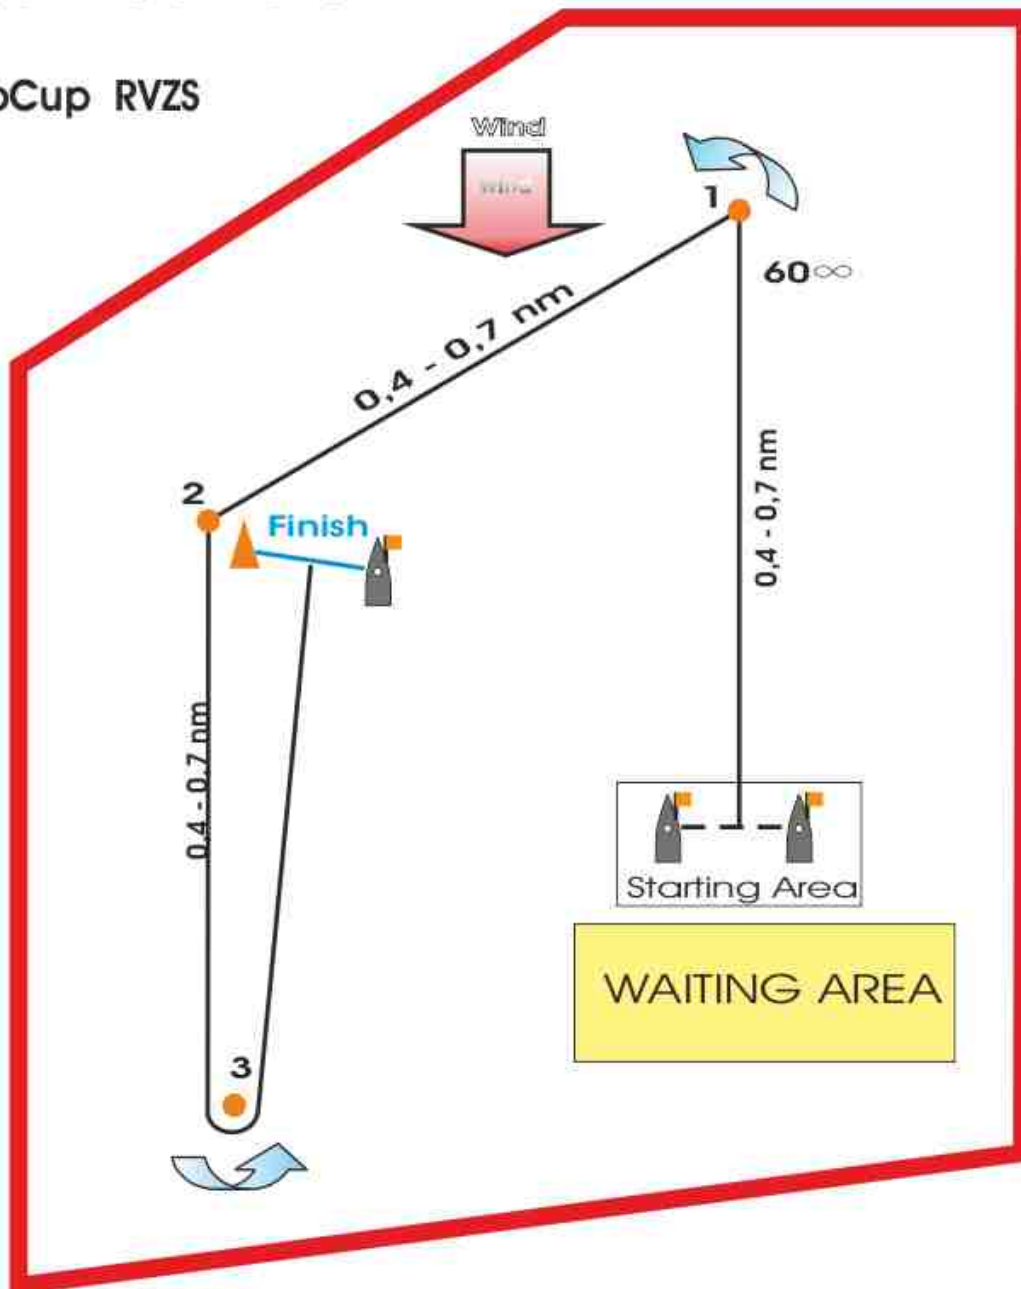 oCup RVZS
Wind
Wind
1
60∞
0,4 - 0,7 nm
2
Finish
0,4 - 0,7 nm
0,4 - 0,7 nm
Starting Area
WAITING AREA
3